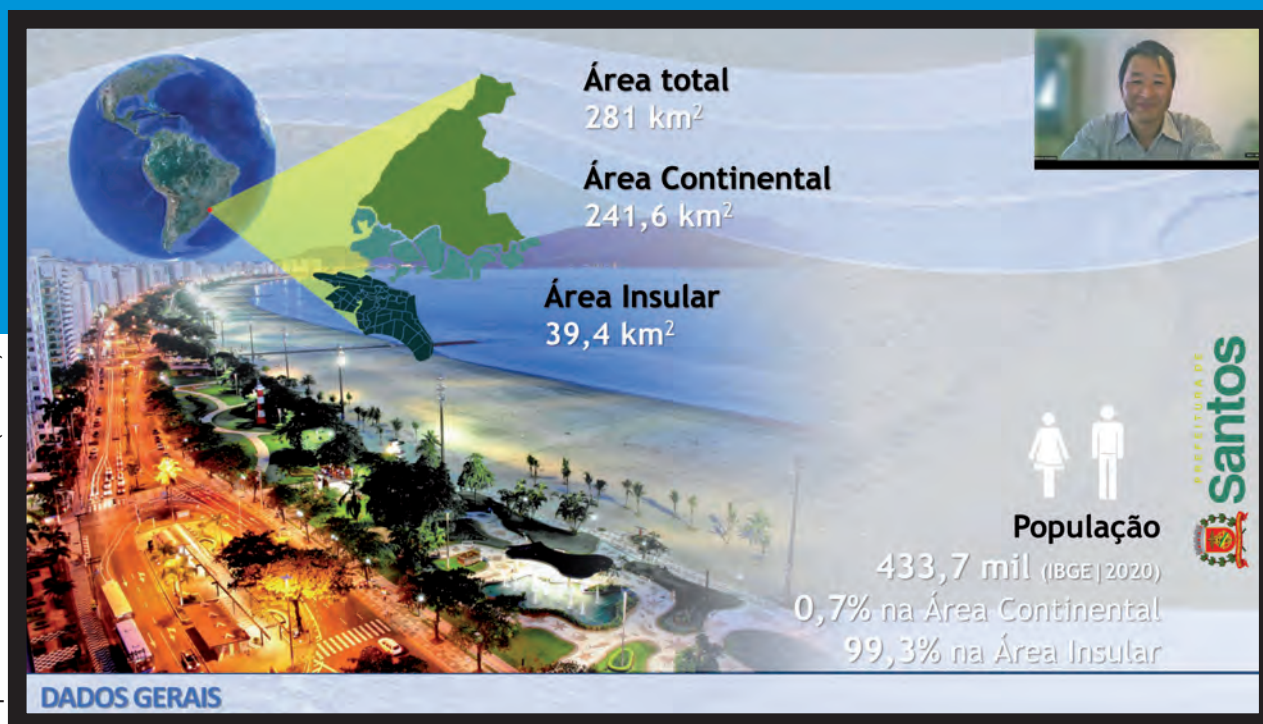 Área total
281 km²
Área Continental
241,6 km²
Área Insular
39,4 km²
PREFEITURA DE
Santos
População
433,7 mil (IBGE|2020)
0,7% na Área Continental
99,3% na Área Insular
DADOS GERAIS